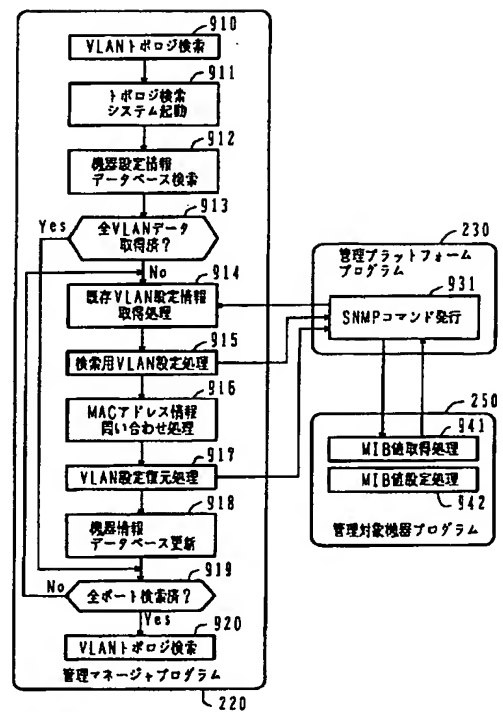 910
VLANトポロジ検索
911
トポロジ検索
システム起動
912
機器設定情報
データベース検索
913
Yes
全VLANデータ
取得済?
No
914
既存VLAN設定情報
取得処理
915
検索用VLAN設定処理
916
MACアドレス情報
問い合わせ処理
917
VLAN設定復元処理
918
機器情報
データベース更新
919
No
全ポート検索済?
Yes
920
VLANトポロジ検索
管理マネージャプログラム
220
230
管理プラットフォーム
プログラム
931
SNMPコマンド発行
250
941
MIB値取得処理
MIB値設定処理
942
管理対象機器プログラム